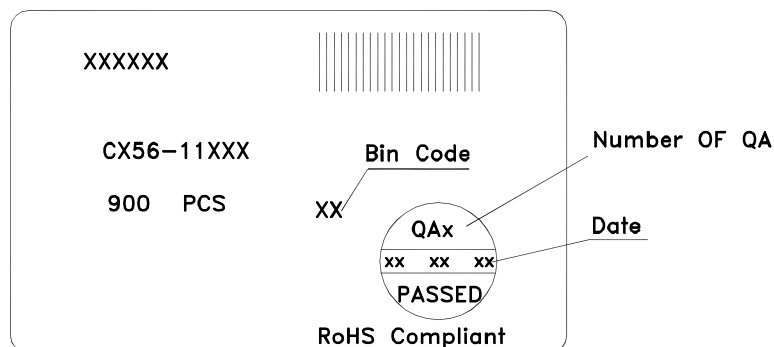 XXXXXX
CX56-11XXX
Bin Code
Number OF QA
900 PCS
XX
QAx
Date
xx xx xx
PASSED
RoHS Compliant